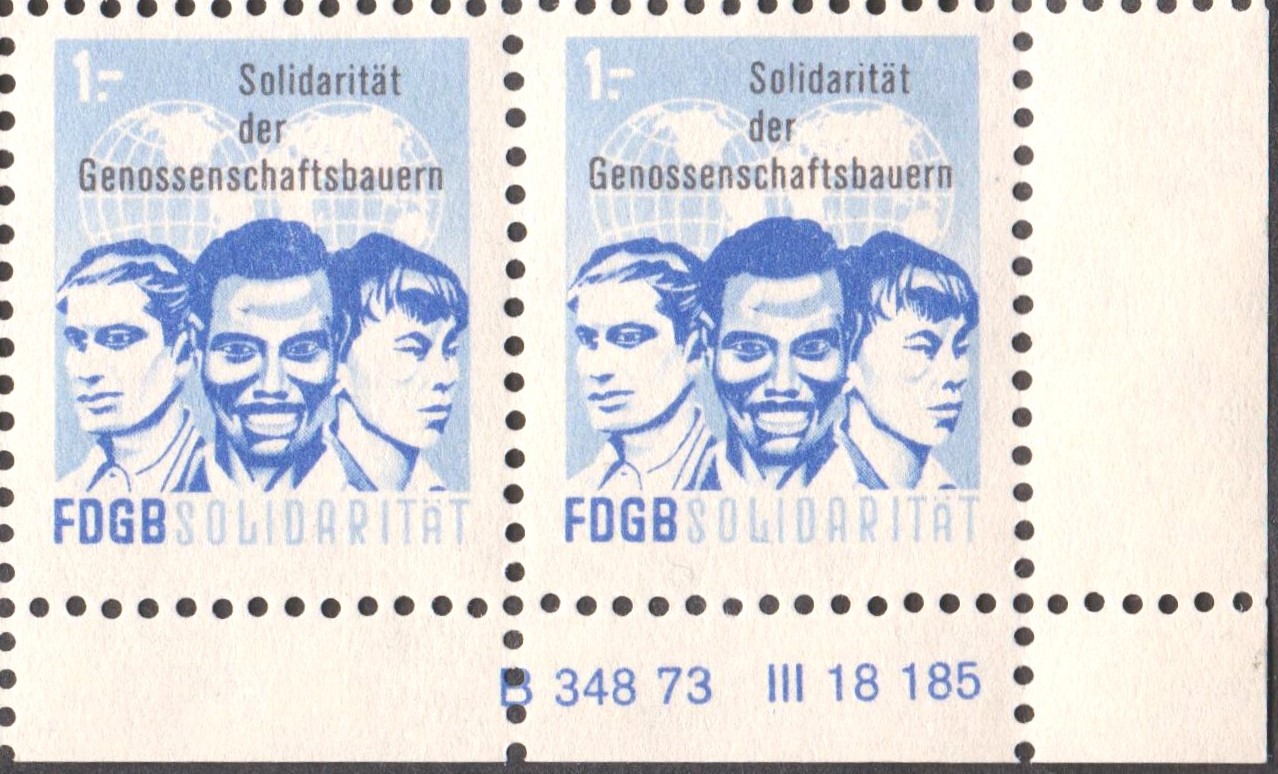 1.-
Solidarität
der
Genossenschaftsbauern
FDGB SOLIDARITÄT
1.-
Solidarität
der
Genossenschaftsbauern
FDGB SOLIDARITÄT
B 348 73 III 18 185